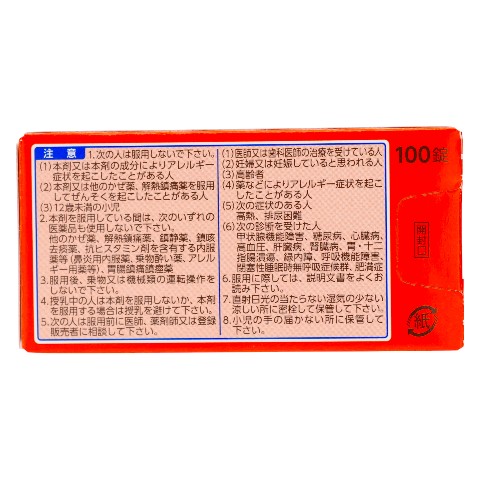 注意 1.次の人は服用しないで下さい。
(1)本剤又は本剤の成分によりアレルギー
症状を起こしたことがある人
(2)本剤又は他のかぜ薬、解熱鎮痛薬を服用
してぜんそくを起こしたことがある人
(3)12歳未満の小児
2.本剤を服用している間は、次のいずれの
医薬品も使用しないで下さい。
他のかぜ薬、解熱鎮痛薬、鎮静薬、鎮咳
去痰薬、抗ヒスタミン剤を含有する内服
薬等(鼻炎用内服薬、乗物酔い薬、アレ
ルギー用薬等)、胃腸鎮痛鎮痙薬
3.服用後、乗物又は機械類の運転操作を
しないで下さい。
4.授乳中の人は本剤を服用しないか、本剤
を服用する場合は授乳を避けて下さい。
5.次の人は服用前に医師、薬剤師又は登録
販売者に相談して下さい。
(1)医師又は歯科医師の治療を受けている人
(2)妊婦又は妊娠していると思われる人
(3)高齢者
(4)薬などによりアレルギー症状を起こ
したことがある人
(5)次の症状のある人
高熱、排尿困難
(6)次の診断を受けた人
甲状腺機能障害、糖尿病、心臓病、
高血圧、肝臓病、腎臓病、胃・十二
指腸潰瘍、緑内障、呼吸機能障害、
閉塞性睡眠時無呼吸症候群、肥満症
6.服用に際しては、説明文書をよく
お読み下さい。
7.直射日光の当たらない湿気の少ない
涼しい所に密栓して保管して下さい。
8.小児の手の届かない所に保管して
下さい。
100錠
開封口
紙